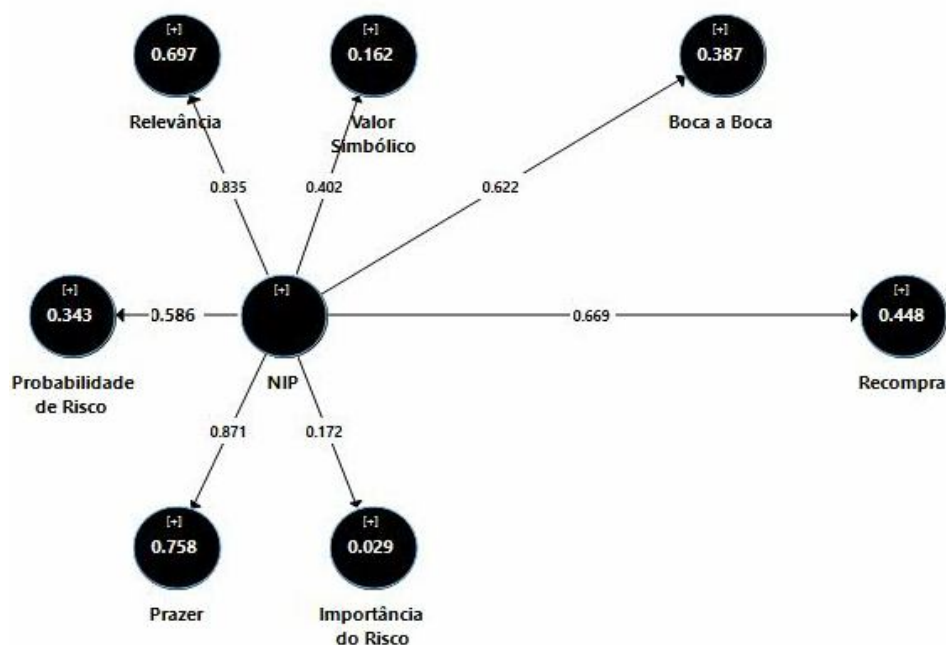 [+]
0.697
Relevância
[+]
0.162
Valor
Simbólico
[+]
0.387
Boca a Boca
0.835
0.402
0.622
[+]
0.343
Probabilidade
de Risco
0.586
[+]
NIP
0.669
[+]
0.448
Recompra
0.871
0.172
[+]
0.758
Prazer
[+]
0.029
Importância
do Risco